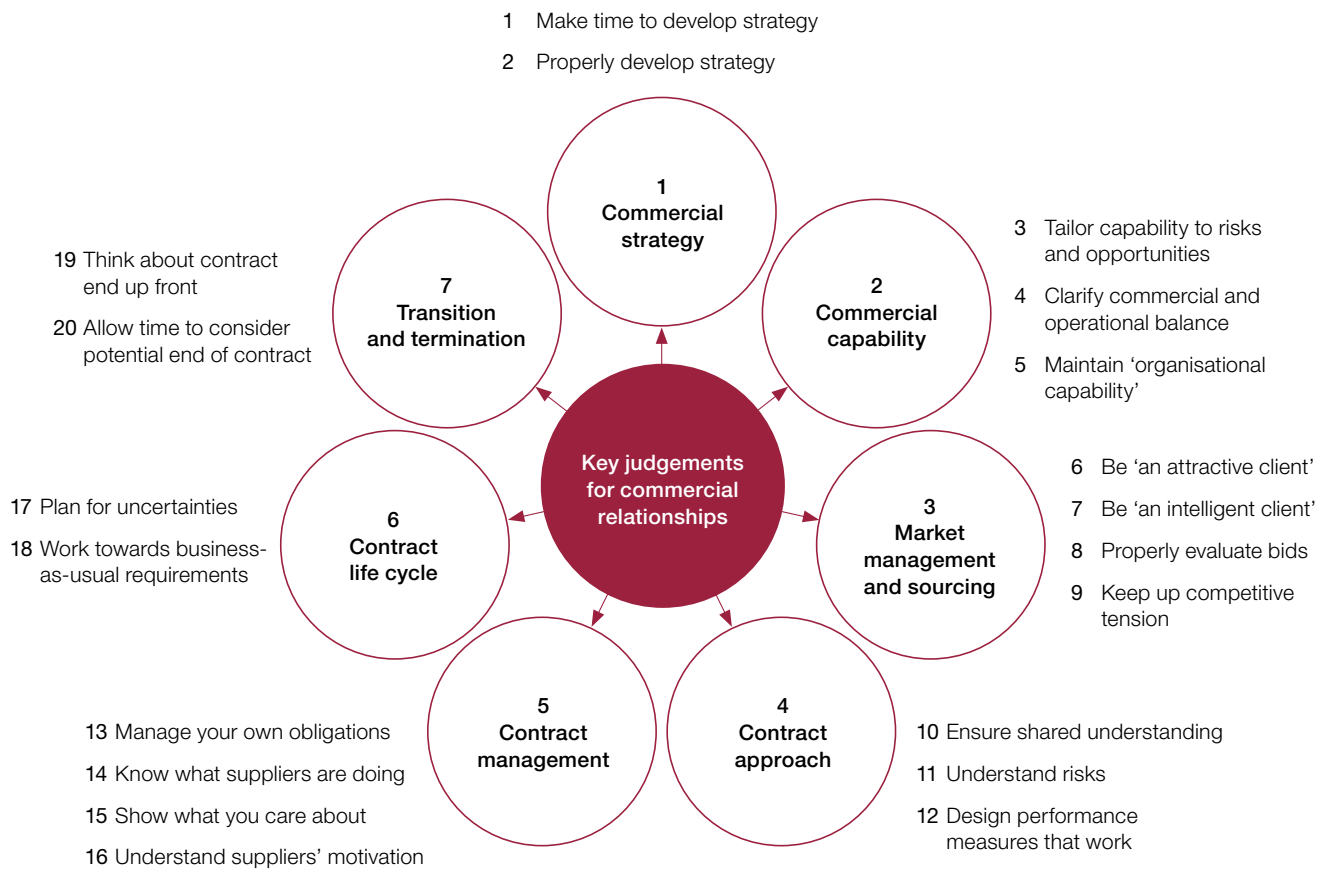 1 Make time to develop strategy
2 Properly develop strategy
1
Commercial
strategy
2
Commercial
capability
3 Tailor capability to risks
and opportunities
4 Clarify commercial and
operational balance
5 Maintain ‘organisational
capability’
3
Market
management
and sourcing
6 Be ‘an attractive client’
7 Be ‘an intelligent client’
8 Properly evaluate bids
9 Keep up competitive
tension
4
Contract
approach
10 Ensure shared understanding
11 Understand risks
12 Design performance
measures that work
5
Contract
management
13 Manage your own obligations
14 Know what suppliers are doing
15 Show what you care about
16 Understand suppliers’ motivation
6
Contract
life cycle
17 Plan for uncertainties
18 Work towards business-
as-usual requirements
7
Transition
and termination
19 Think about contract
end up front
20 Allow time to consider
potential end of contract
Key judgements
for commercial
relationships